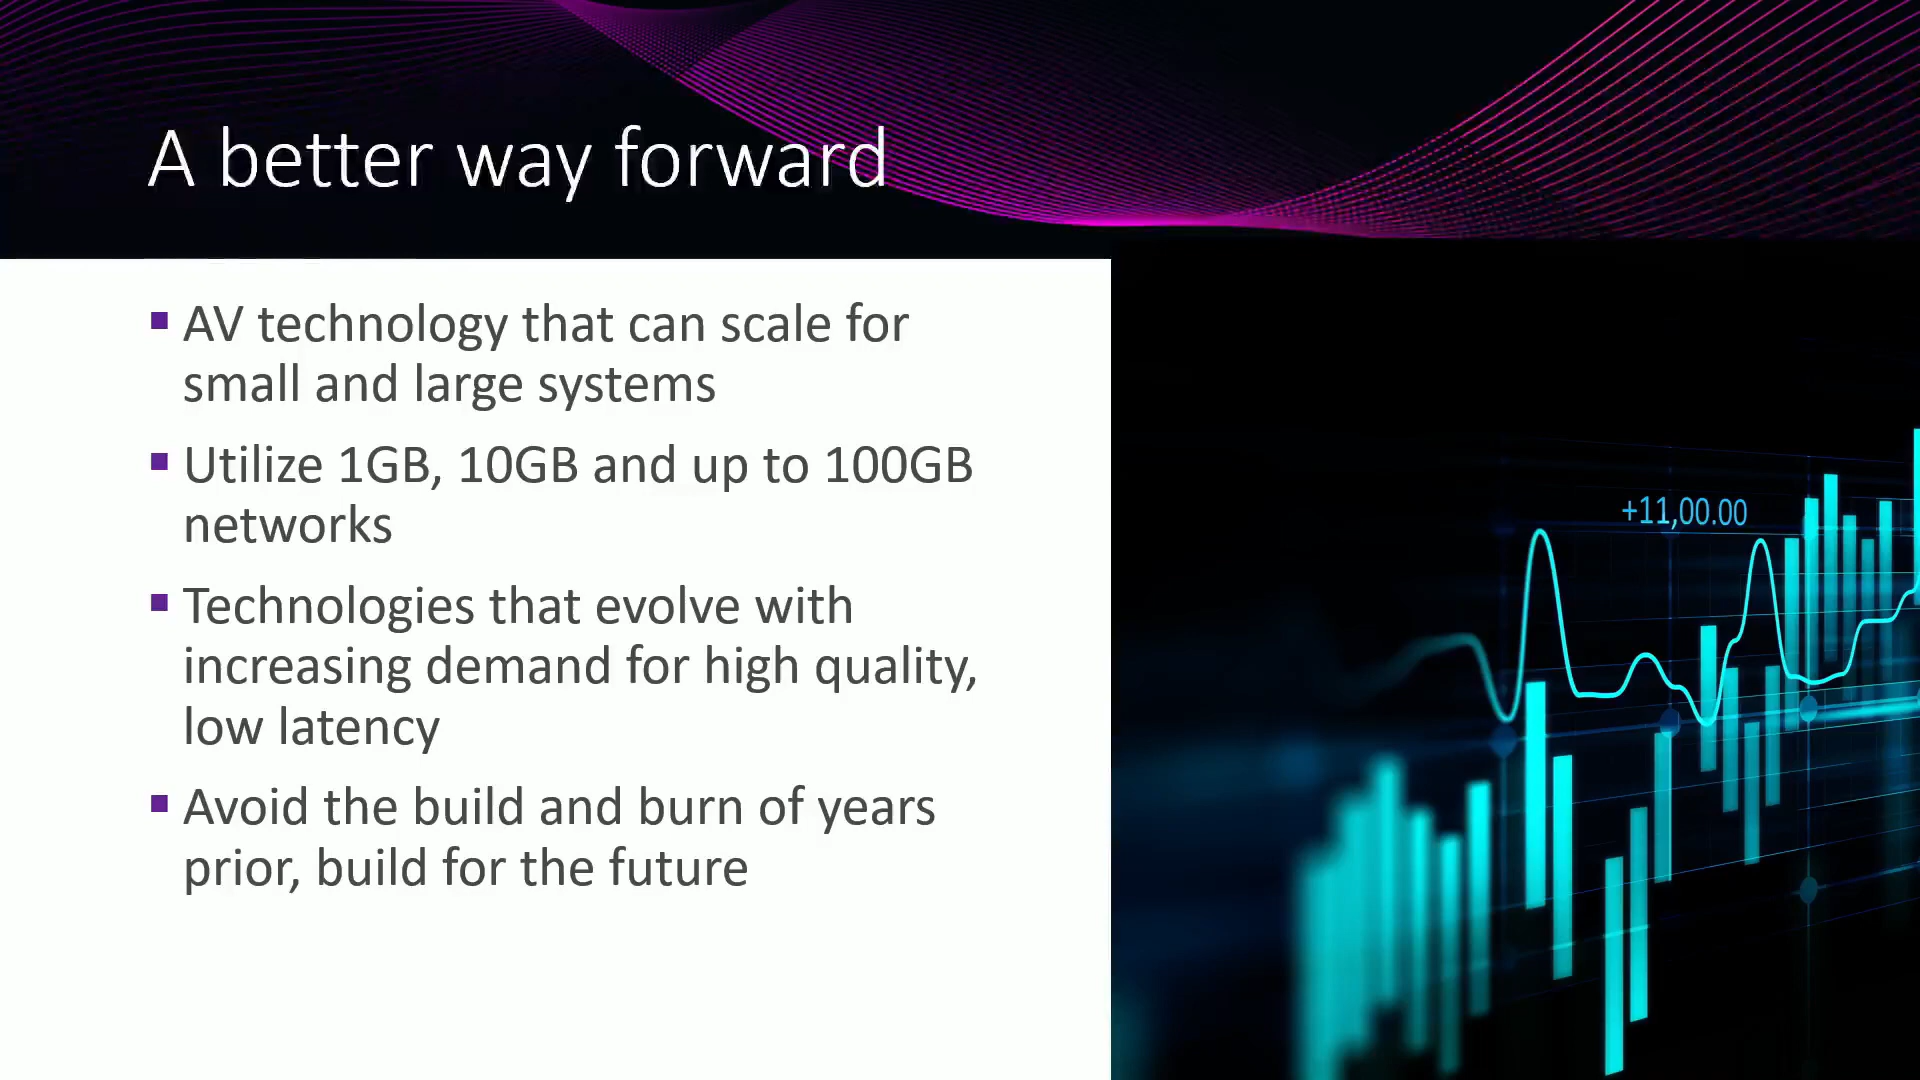 A better way forward
AV technology that can scale for
small and large systems
Utilize 1GB, 10GB and up to 100GB
networks
Technologies that evolve with
increasing demand for high quality,
low latency
Avoid the build and burn of years
prior, build for the future
+11,00.00